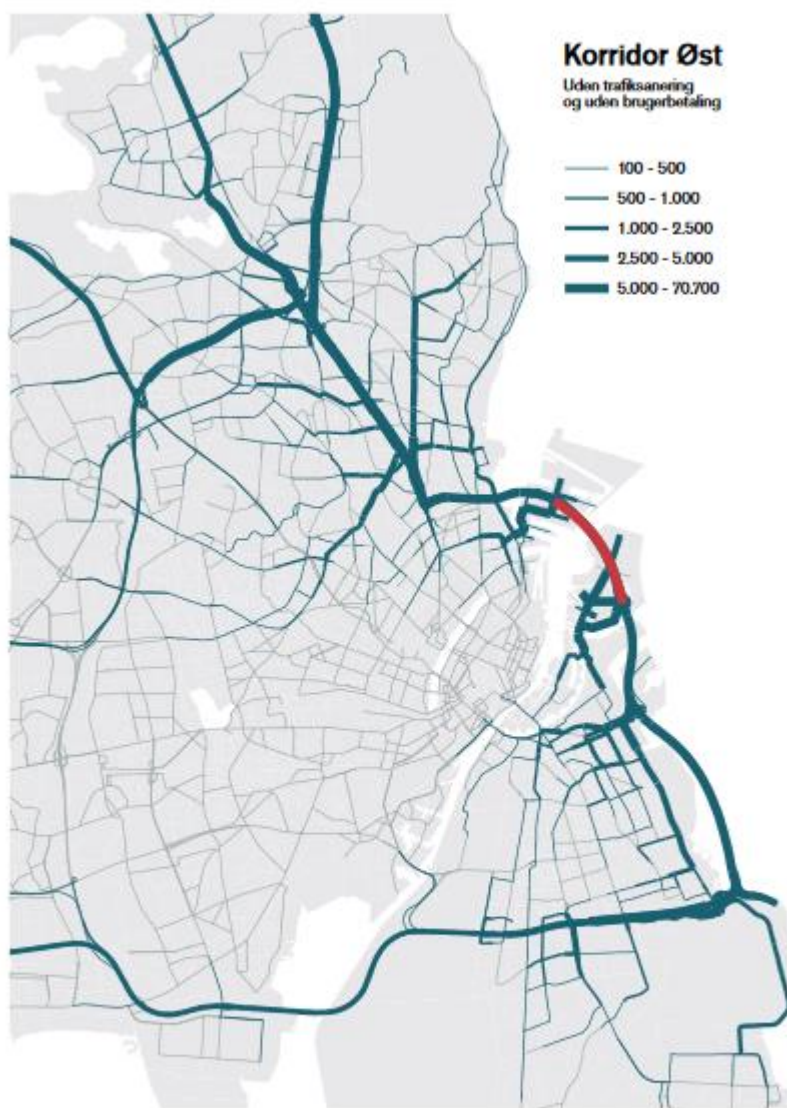 Korridor Øst
Uden trafiksanering
og uden brugerbetaling
100 - 500
500 - 1.000
1.000 - 2.500
2.500 - 5.000
5.000 - 70.700